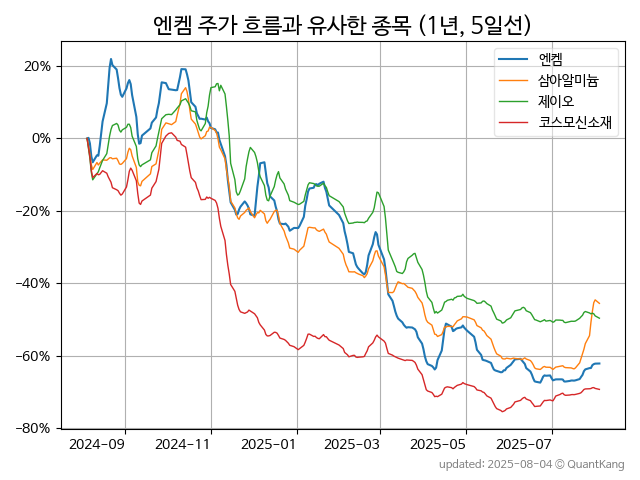 엔켐 주가 흐름과 유사한 종목 (1년, 5일선)
엔켐
삼아알미늄
제이오
코스모신소재
20%
0%
−20%
−40%
−60%
−80%
2024-09
2024-11
2025-01
2025-03
2025-05
2025-07
updated: 2025-08-04 © QuantKang